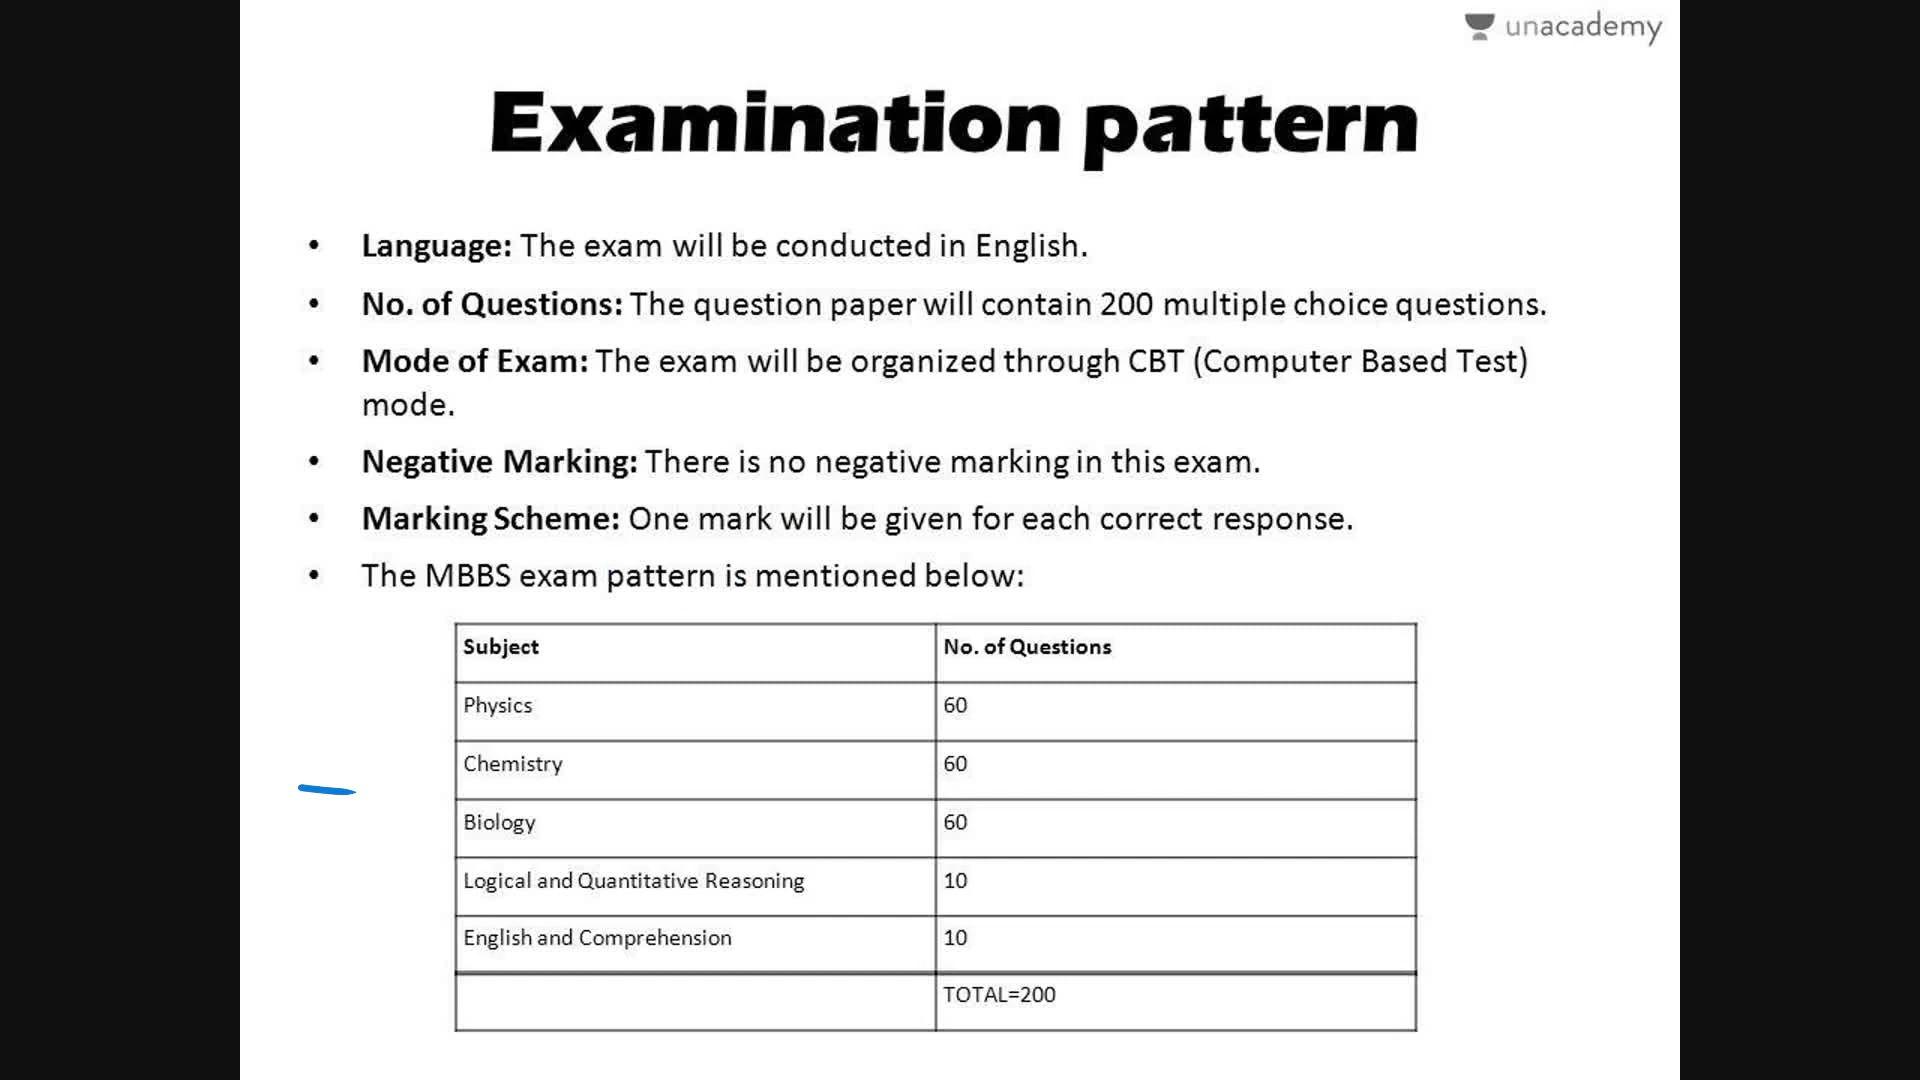 unacademy
Examination pattern
• Language: The exam will be conducted in English.
• No. of Questions: The question paper will contain 200 multiple choice questions.
• Mode of Exam: The exam will be organized through CBT (Computer Based Test)
mode.
• Negative Marking: There is no negative marking in this exam.
• Marking Scheme: One mark will be given for each correct response.
• The MBBS exam pattern is mentioned below:
Subject No. of Questions
Physics 60
Chemistry 60
Biology 60
Logical and Quantitative Reasoning 10
English and Comprehension 10
TOTAL=200